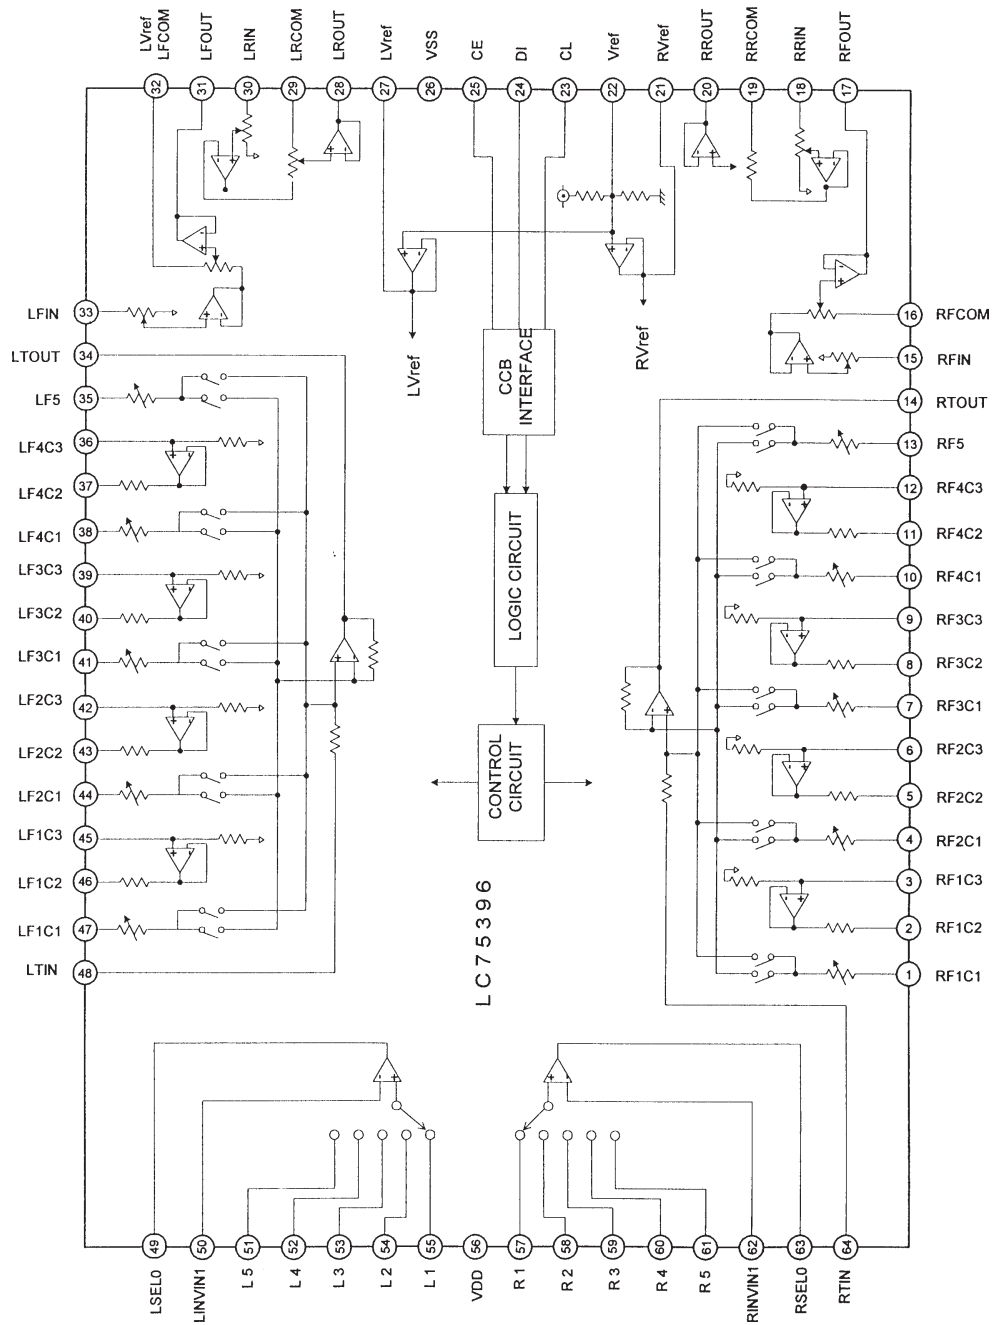 LVref
LFCOM
LFOUT
LRIN
LRCOM
LROUT
LVref
VSS
CE
DI
CL
Vref
RVref
RROUT
RRCOM
RRIN
RFOUT
32
31
30
29
28
27
26
25
24
23
22
21
20
19
18
17
LFIN
33
LTOUT
34
LF5
35
LF4C3
36
LF4C2
37
LF4C1
38
LF3C3
39
LF3C2
40
LF3C1
41
LF2C3
42
LF2C2
43
LF2C1
44
LF1C3
45
LF1C2
46
LF1C1
47
LTIN
48
LVref
RVref
CCB
INTERFACE
LOGIC CIRCUIT
CONTROL
CIRCUIT
LC75396
16
RFCOM
15
RFIN
14
RTOUT
13
RF5
12
RF4C3
11
RF4C2
10
RF4C1
9
RF3C3
8
RF3C2
7
RF3C1
6
RF2C3
5
RF2C2
4
RF2C1
3
RF1C3
2
RF1C2
1
RF1C1
49
50
51
52
53
54
55
56
57
58
59
60
61
62
63
64
LSEL0
LINVIN1
L5
L4
L3
L2
L1
VDD
R1
R2
R3
R4
R5
RINVIN1
RSEL0
RTIN